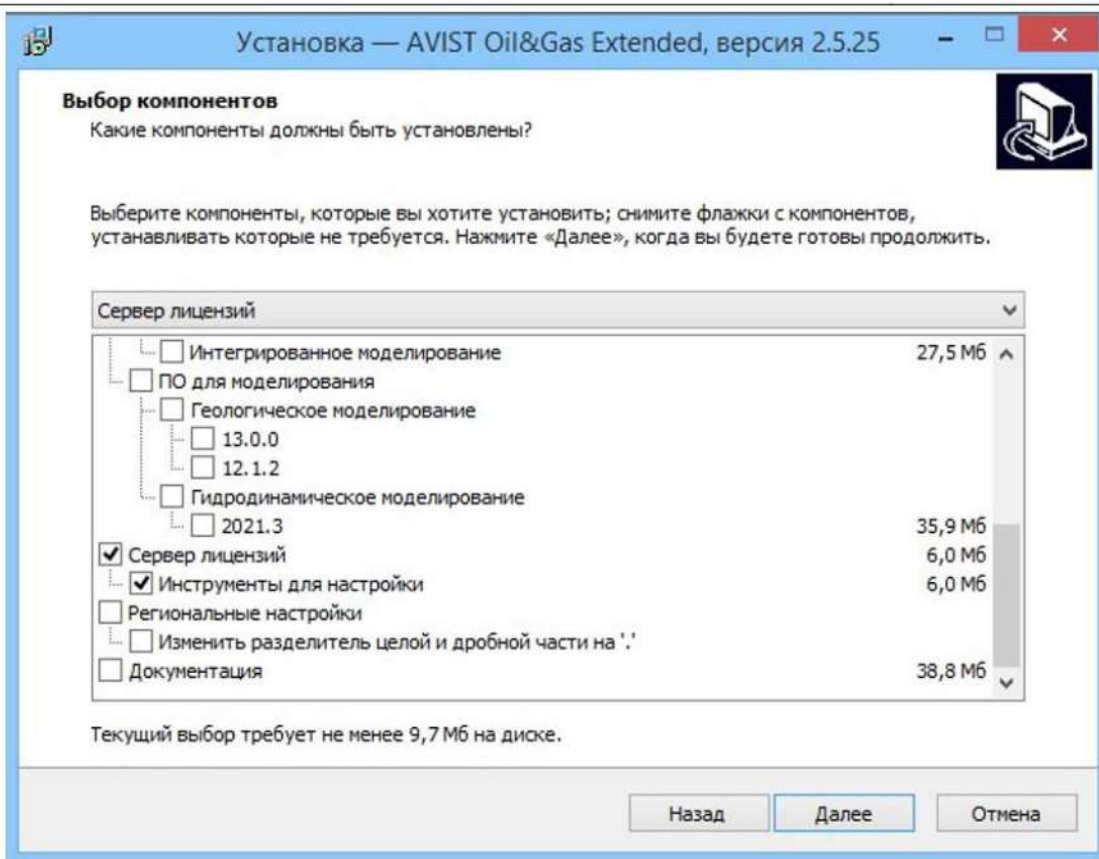 Установка — AVIST Oil&Gas Extended, версия 2.5.25
Выбор компонентов
Какие компоненты должны быть установлены?
Выберите компоненты, которые вы хотите установить; снимите флажки с компонентов,
устанавливать которые не требуется. Нажмите «Далее», когда вы будете готовы продолжить.
Сервер лицензий
Интегрированное моделирование 27,5 Мб
ПО для моделирования
Геологическое моделирование
13.0.0
12.1.2
Гидродинамическое моделирование
2021.3 35,9 Мб
Сервер лицензий 6,0 Мб
Инструменты для настройки 6,0 Мб
Региональные настройки
Изменить разделитель целой и дробной части на '.'
Документация 38,8 Мб
Текущий выбор требует не менее 9,7 Мб на диске.
Назад Далее Отмена